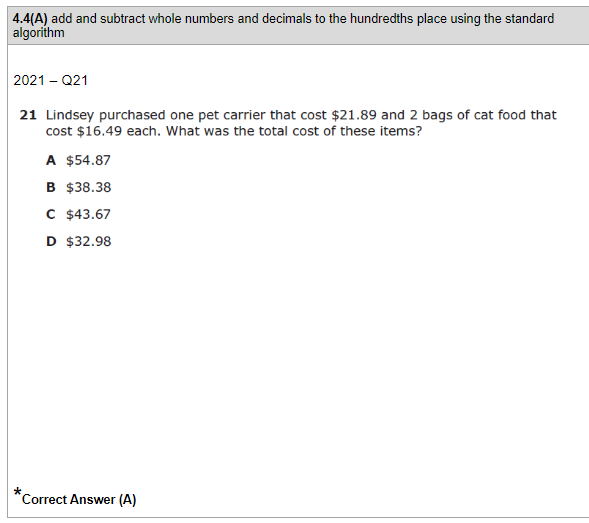 4.4(A) add and subtract whole numbers and decimals to the hundredths place using the standard
algorithm
2021 – Q21
21 Lindsey purchased one pet carrier that cost $21.89 and 2 bags of cat food that
cost $16.49 each. What was the total cost of these items?
A $54.87
B $38.38
C $43.67
D $32.98
*Correct Answer (A)